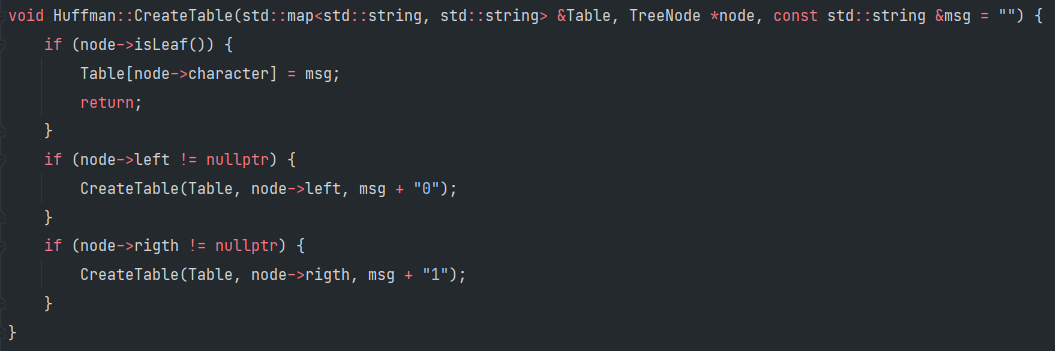 void Huffman::CreateTable(std::map<std::string, std::string> &Table, TreeNode *node, const std::string &msg = "") {
    if (node->isLeaf()) {
        Table[node->character] = msg;
        return;
    }
    if (node->left != nullptr) {
        CreateTable(Table, node->left, msg + "0");
    }
    if (node->rigth != nullptr) {
        CreateTable(Table, node->rigth, msg + "1");
    }
}